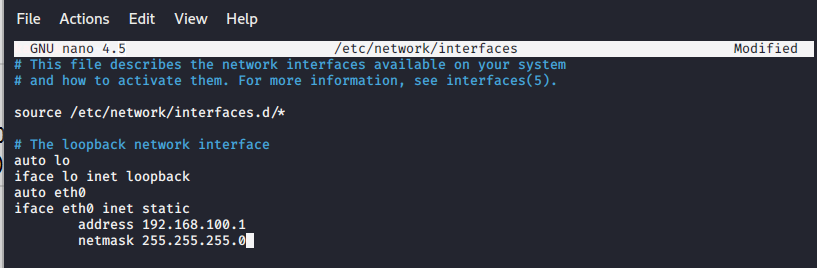 File Actions Edit View Help
GNU nano 4.5 /etc/network/interfaces Modified
# This file describes the network interfaces available on your system
# and how to activate them. For more information, see interfaces(5).
source /etc/network/interfaces.d/*
# The loopback network interface
auto lo
iface lo inet loopback
auto eth0
iface eth0 inet static
address 192.168.100.1
netmask 255.255.255.0